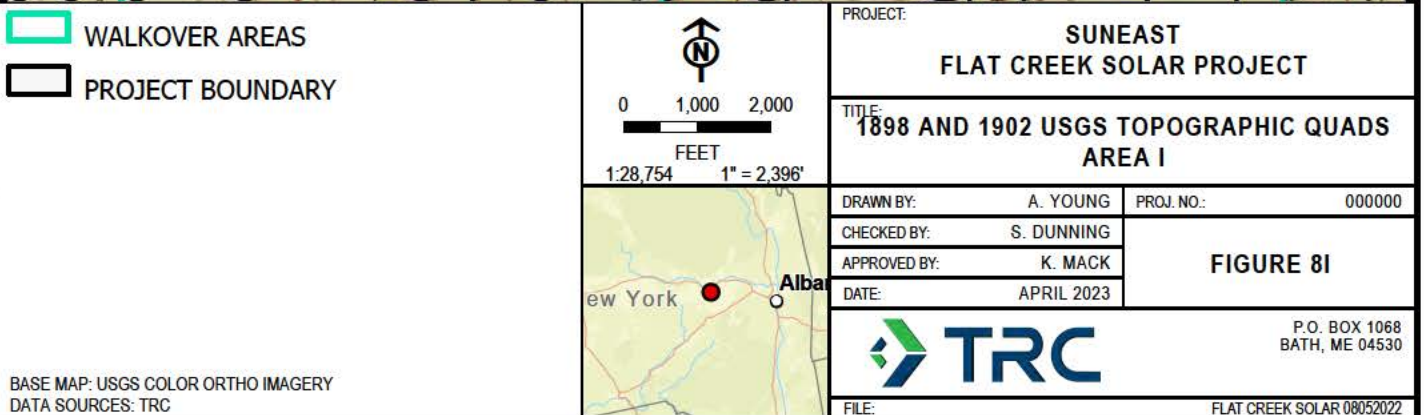 WALKOVER AREAS
PROJECT BOUNDARY
BASE MAP: USGS COLOR ORTHO IMAGERY
DATA SOURCES: TRC
N
0 1,000 2,000
FEET
1:28,754 1" = 2,396'
ew York
Alba
PROJECT:
SUNEAST
FLAT CREEK SOLAR PROJECT
TITLE:
1898 AND 1902 USGS TOPOGRAPHIC QUADS
AREA I
DRAWN BY: A. YOUNG
PROJ. NO.: 000000
CHECKED BY: S. DUNNING
APPROVED BY: K. MACK
DATE: APRIL 2023
FIGURE 8I
TRC
P.O. BOX 1068
BATH, ME 04530
FILE: FLAT CREEK SOLAR 08052022